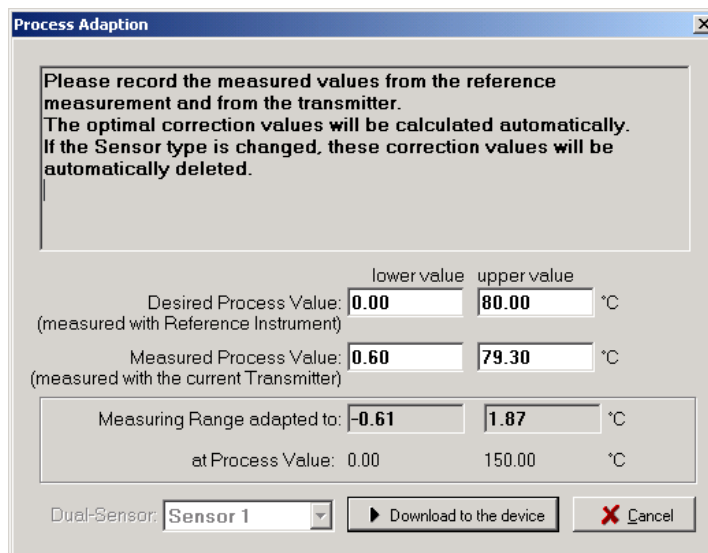 Process Adaption
Please record the measured values from the reference
measurement and from the transmitter.
The optimal correction values will be calculated automatically.
If the Sensor type is changed, these correction values will be
automatically deleted.
lower value upper value
Desired Process Value: 0.00 80.00 °C
(measured with Reference Instrument)
Measured Process Value: 0.60 79.30 °C
(measured with the current Transmitter)
Measuring Range adapted to: -0.61 1.87 °C
at Process Value: 0.00 150.00 °C
Dual-Sensor: Sensor 1 Download to the device Cancel